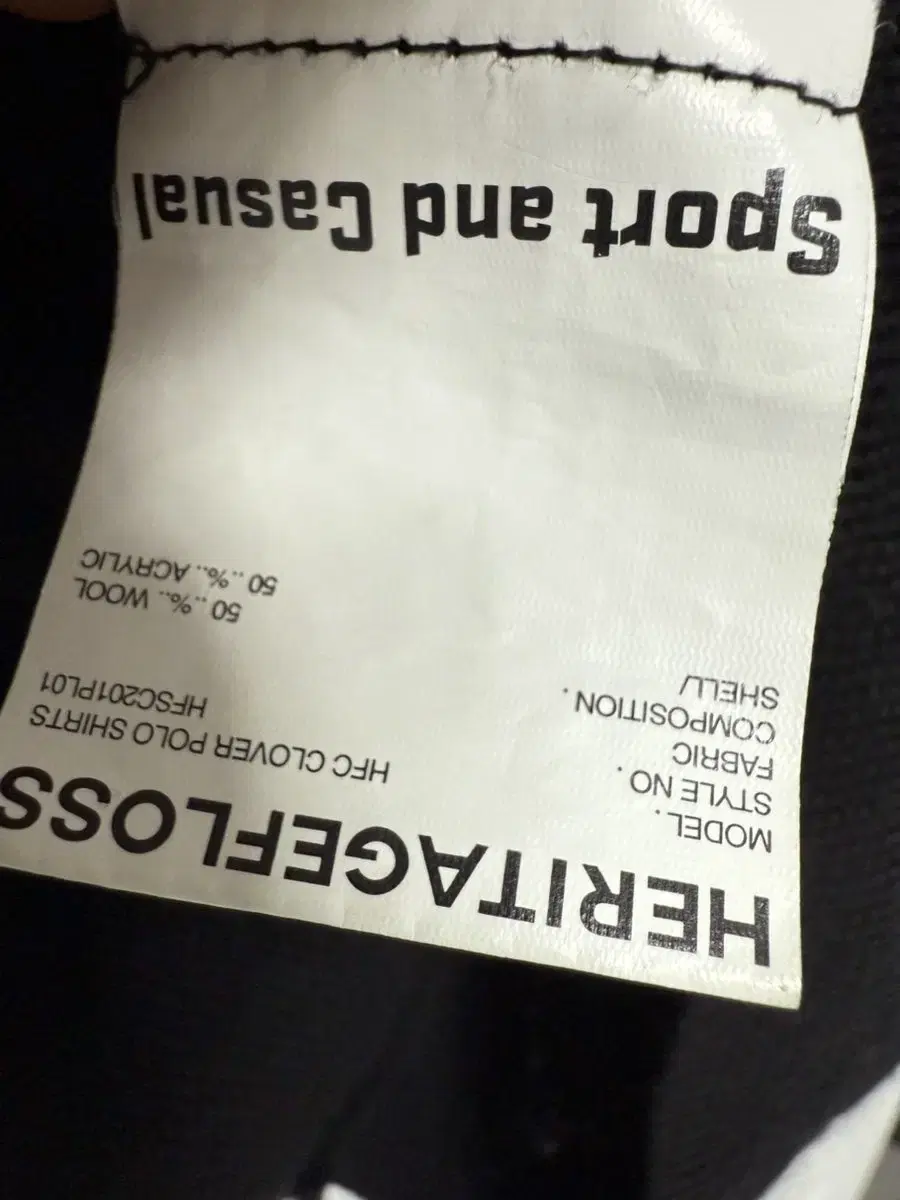 HERITAGEFLOSS
MODEL. HFC CLOVER POLO SHIRTS
STYLE NO. HFSC201PL01
FABRIC
COMPOSITION.
SHELL/ 50..%.. WOOL
50..%.. ACRYLIC
Sport and Casual